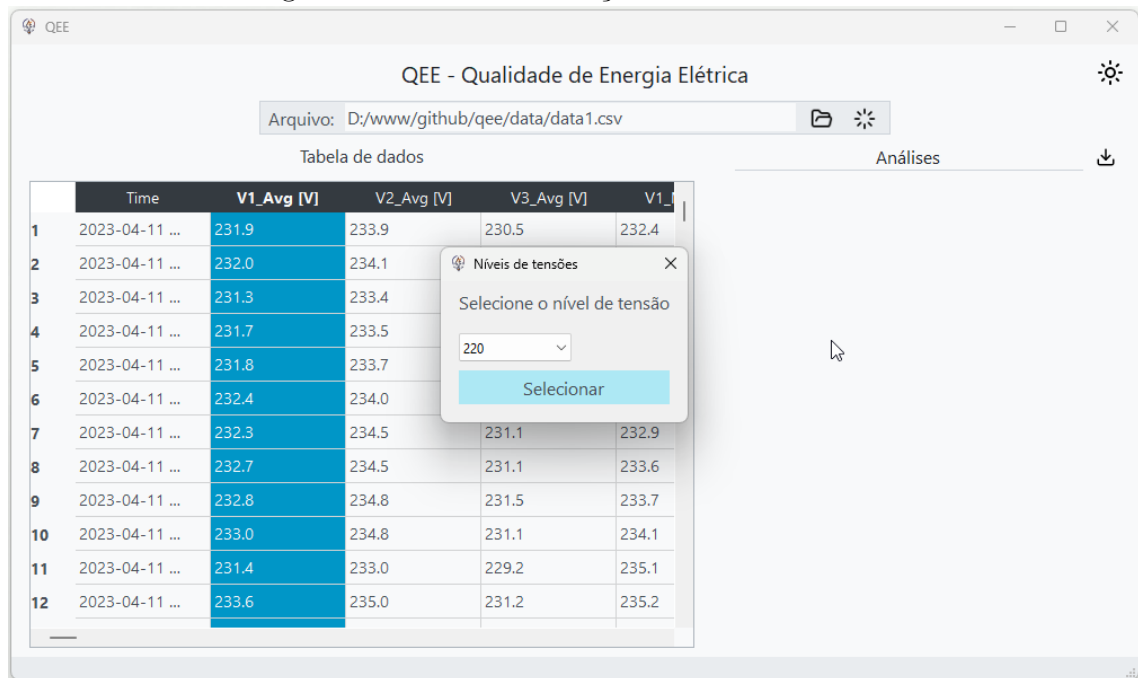 QEE
QEE - Qualidade de Energia Elétrica
Arquivo: D:/www/github/qee/data/data1.csv
Tabela de dados
Análises
Time V1_Avg [V] V2_Avg [V] V3_Avg [V] V1_
1 2023-04-11 ... 231.9 233.9 230.5 232.4
2 2023-04-11 ... 232.0 234.1
3 2023-04-11 ... 231.3 233.4
4 2023-04-11 ... 231.7 233.5
5 2023-04-11 ... 231.8 233.7
6 2023-04-11 ... 232.4 234.0
7 2023-04-11 ... 232.3 234.5 231.1 232.9
8 2023-04-11 ... 232.7 234.5 231.1 233.6
9 2023-04-11 ... 232.8 234.8 231.5 233.7
10 2023-04-11 ... 233.0 234.8 231.1 234.1
11 2023-04-11 ... 231.4 233.0 229.2 235.1
12 2023-04-11 ... 233.6 235.0 231.2 235.2
Níveis de tensões
Selecione o nível de tensão
220
Selecionar